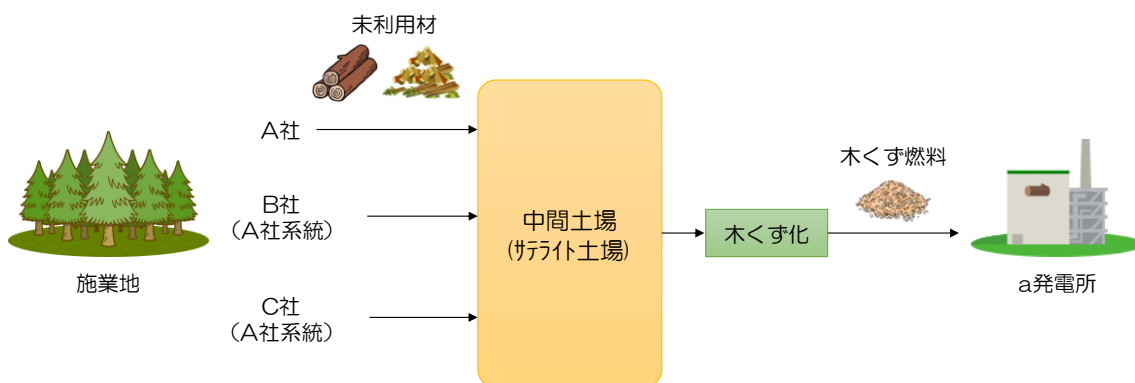 未利用材
A社
B社
（A社系統）
C社
（A社系統）
施業地
中間土場
(ｻﾃﾗｲﾄ土場)
木くず化
木くず燃料
a発電所